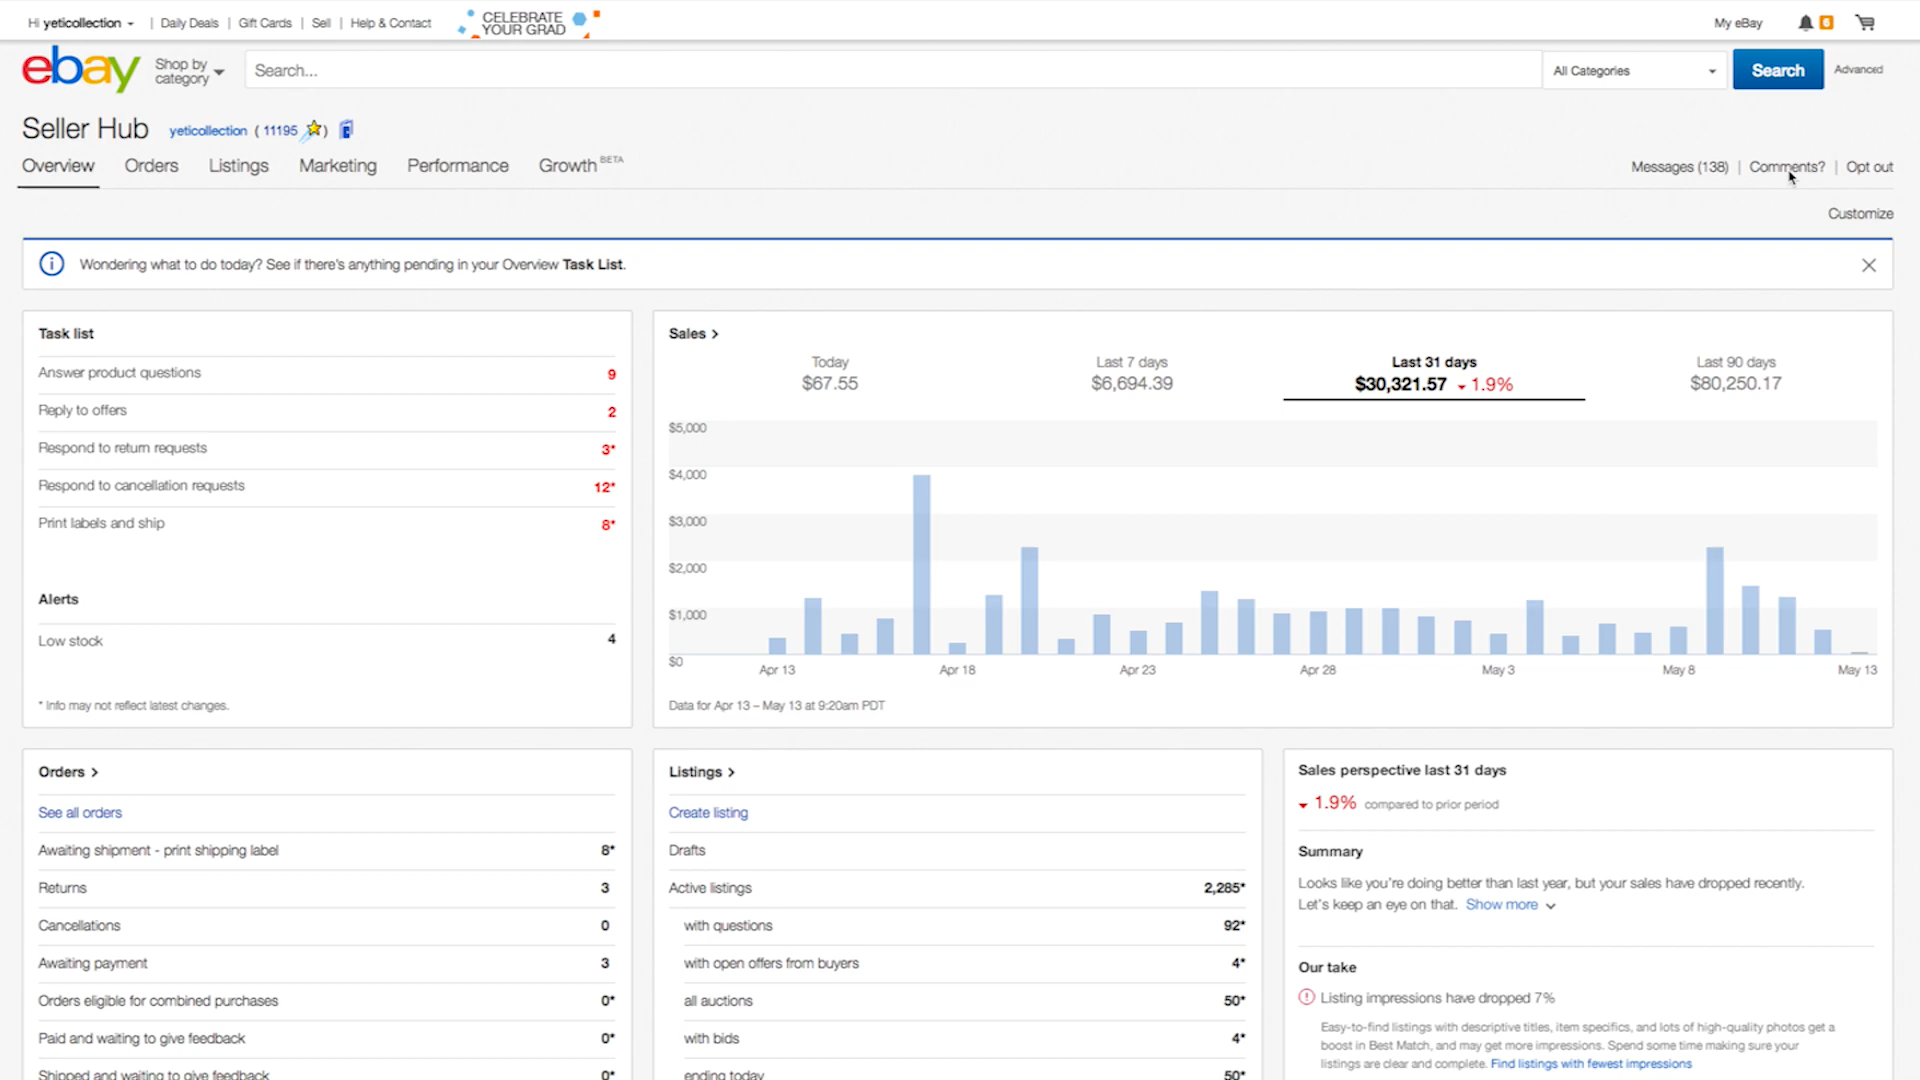 Hi yeticollection
Daily Deals
Gift Cards
Sell
Help & Contact
CELEBRATE
YOUR GRAD
My eBay
6
ebay
Shop by
category
Search...
All Categories
Search
Advanced
Seller Hub
yeticollection ( 11195 )
Overview
Orders
Listings
Marketing
Performance
Growth BETA
Messages (138)
Comments?
Opt out
Customize
Wondering what to do today? See if there's anything pending in your Overview Task List.
Task list
Answer product questions 9
Reply to offers 2
Respond to return requests 3*
Respond to cancellation requests 12*
Print labels and ship 8*
Alerts
Low stock 4
* Info may not reflect latest changes.
Sales >
Today
$67.55
Last 7 days
$6,694.39
Last 31 days
$30,321.57 1.9%
Last 90 days
$80,250.17
$5,000
$4,000
$3,000
$2,000
$1,000
$0
Apr 13
Apr 18
Apr 23
Apr 28
May 3
May 8
May 13
Data for Apr 13 – May 13 at 9:20am PDT
Orders >
See all orders
Awaiting shipment - print shipping label 8*
Returns 3
Cancellations 0
Awaiting payment 3
Orders eligible for combined purchases 0*
Paid and waiting to give feedback 0*
Shipped and waiting to give feedback 0*
Listings >
Create listing
Drafts
Active listings 2,285*
with questions 92*
with open offers from buyers 4*
all auctions 50*
with bids 4*
ending today 50*
Sales perspective last 31 days
1.9% compared to prior period
Summary
Looks like you're doing better than last year, but your sales have dropped recently.
Let's keep an eye on that. Show more
Our take
Listing impressions have dropped 7%
Easy-to-find listings with descriptive titles, item specifics, and lots of high-quality photos get a
boost in Best Match, and may get more impressions. Spend some time making sure your
listings are clear and complete. Find listings with fewest impressions